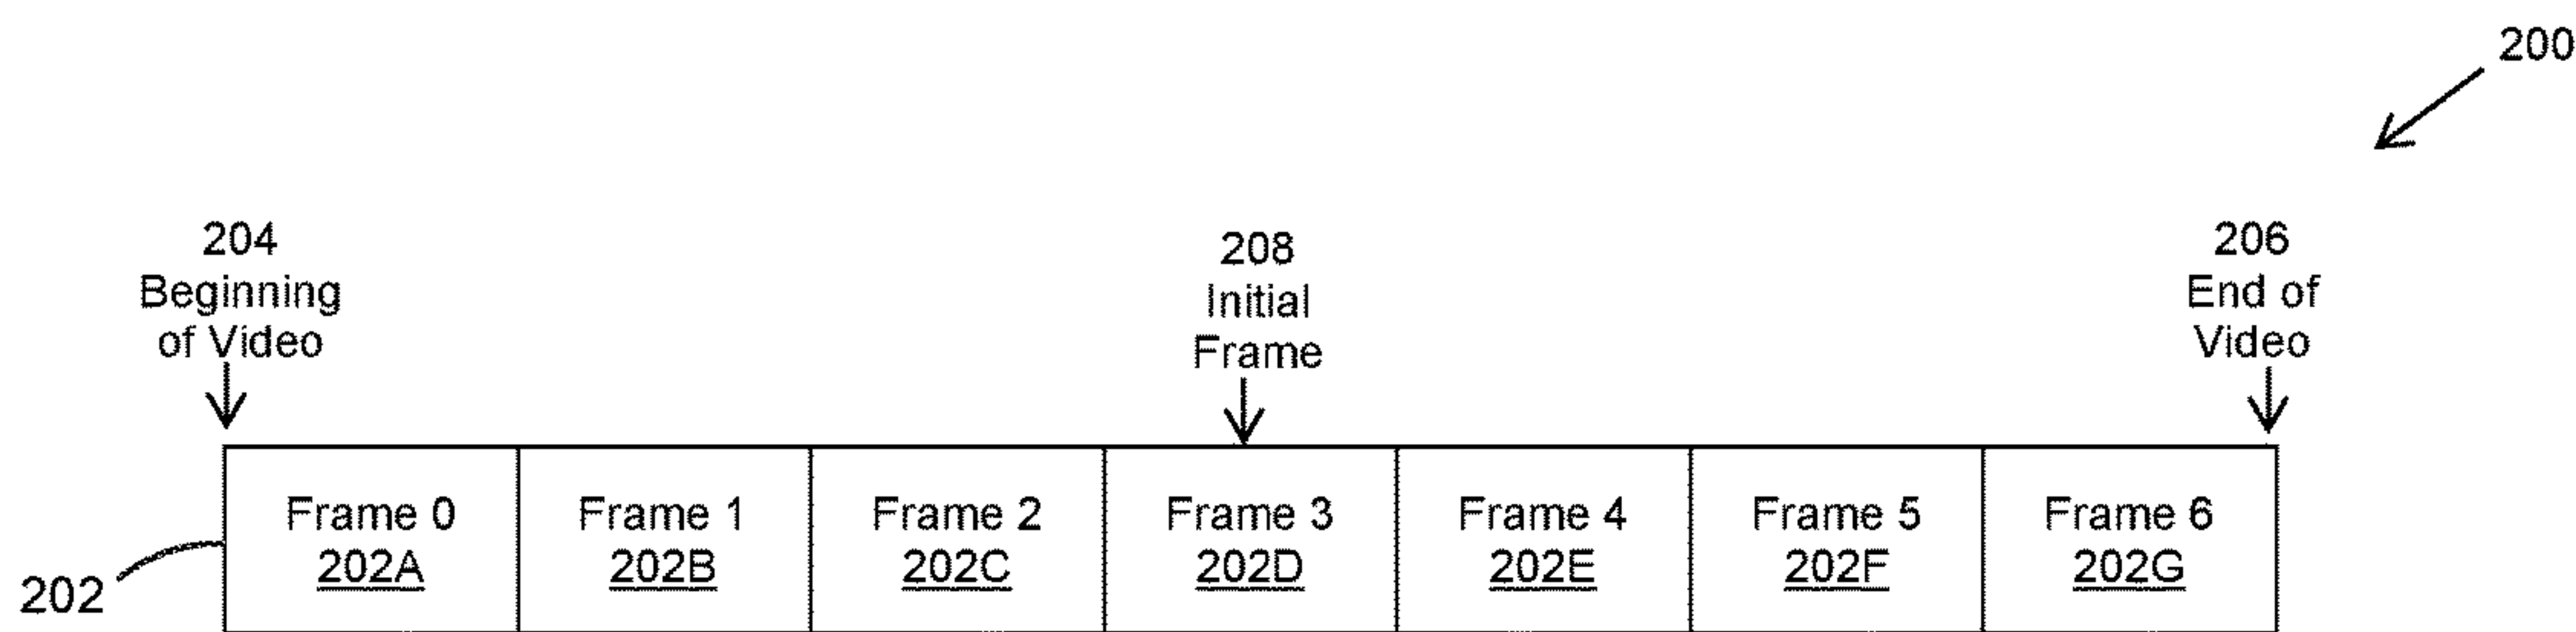 200
204
Beginning
of Video
208
Initial
Frame
206
End of
Video
Frame 0
202A
Frame 1
202B
Frame 2
202C
Frame 3
202D
Frame 4
202E
Frame 5
202F
Frame 6
202G
202